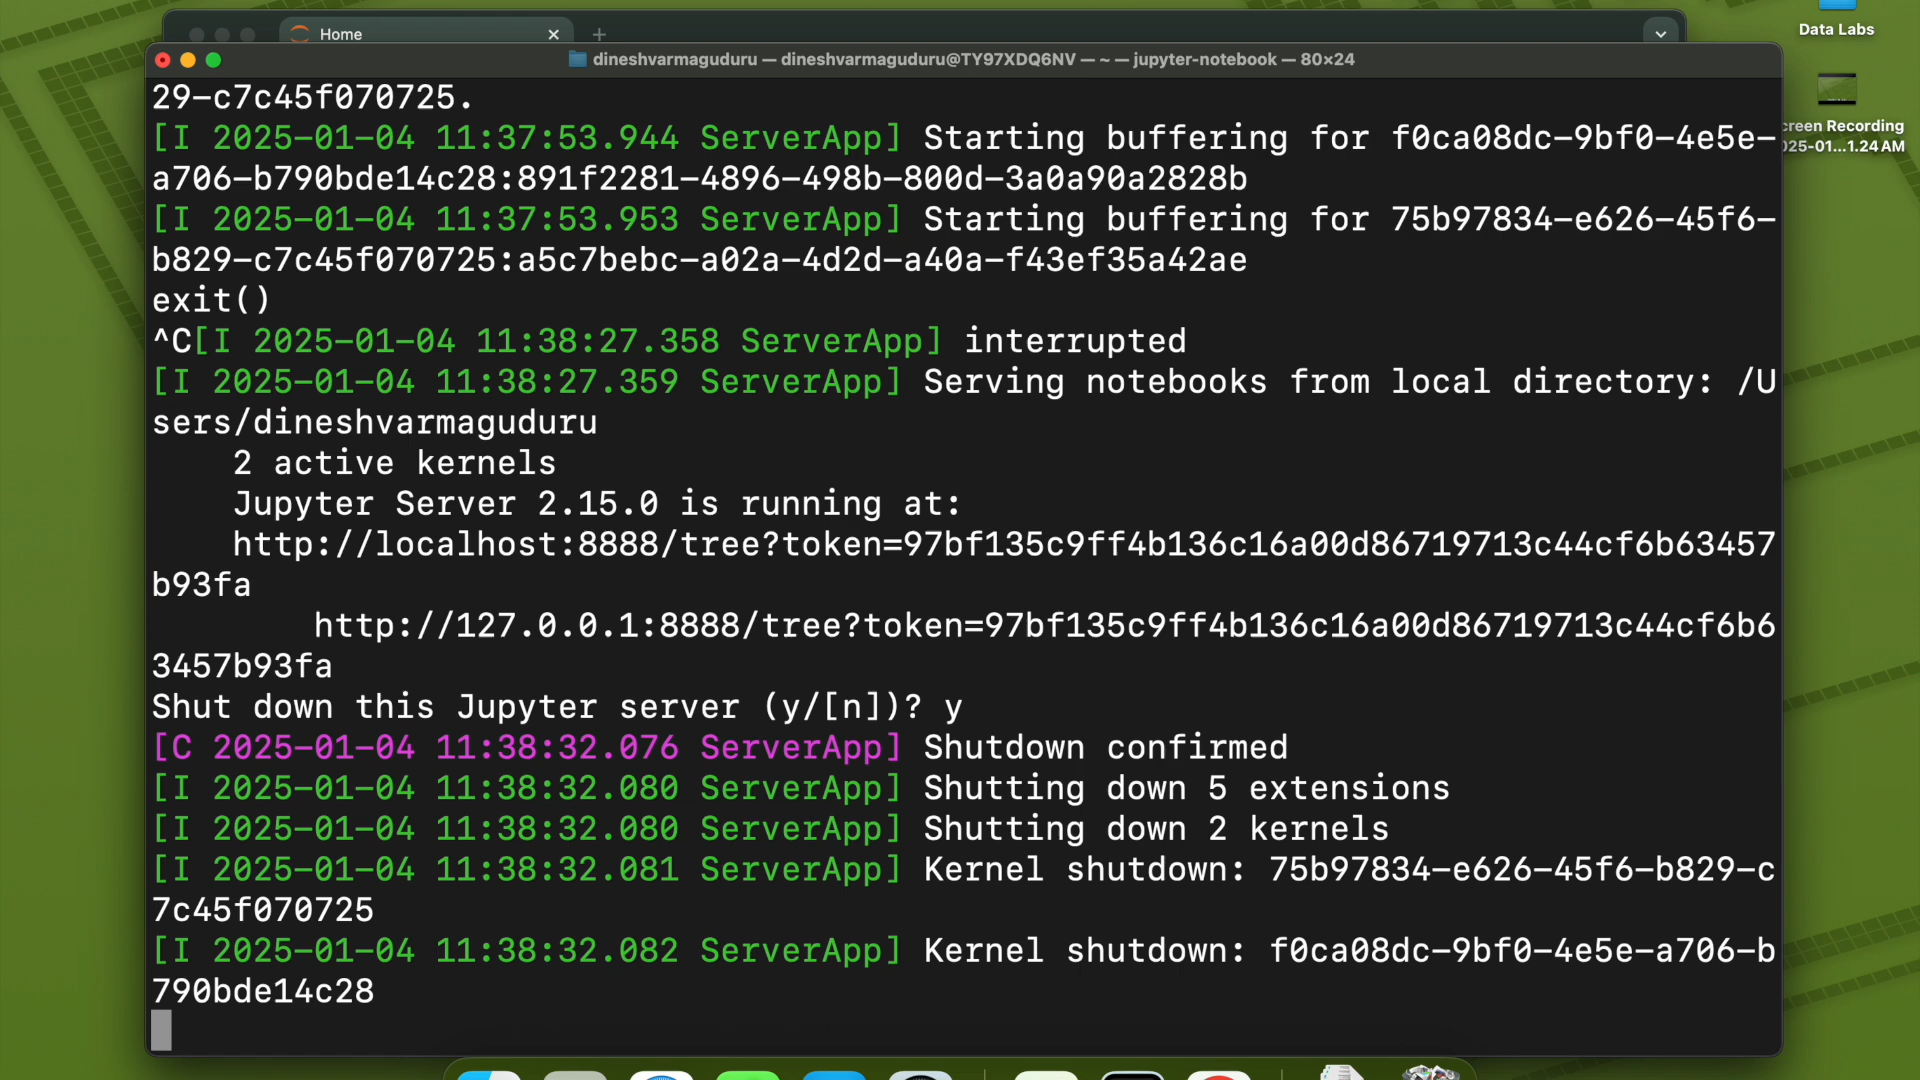 Home
Data Labs
dineshvarmaguduru — dineshvarmaguduru@TY97XDQ6NV — ~ — jupyter-notebook — 80×24
29-c7c45f070725.
[I 2025-01-04 11:37:53.944 ServerApp] Starting buffering for f0ca08dc-9bf0-4e5e-
a706-b790bde14c28:891f2281-4896-498b-800d-3a0a90a2828b
[I 2025-01-04 11:37:53.953 ServerApp] Starting buffering for 75b97834-e626-45f6-
b829-c7c45f070725:a5c7bebc-a02a-4d2d-a40a-f43ef35a42ae
exit()
^C[I 2025-01-04 11:38:27.358 ServerApp] interrupted
[I 2025-01-04 11:38:27.359 ServerApp] Serving notebooks from local directory: /U
sers/dineshvarmaguduru
2 active kernels
Jupyter Server 2.15.0 is running at:
http://localhost:8888/tree?token=97bf135c9ff4b136c16a00d86719713c44cf6b63457
b93fa
http://127.0.0.1:8888/tree?token=97bf135c9ff4b136c16a00d86719713c44cf6b6
3457b93fa
Shut down this Jupyter server (y/[n])? y
[C 2025-01-04 11:38:32.076 ServerApp] Shutdown confirmed
[I 2025-01-04 11:38:32.080 ServerApp] Shutting down 5 extensions
[I 2025-01-04 11:38:32.080 ServerApp] Shutting down 2 kernels
[I 2025-01-04 11:38:32.081 ServerApp] Kernel shutdown: 75b97834-e626-45f6-b829-c
7c45f070725
[I 2025-01-04 11:38:32.082 ServerApp] Kernel shutdown: f0ca08dc-9bf0-4e5e-a706-b
790bde14c28
creen Recording
025-01...1.24 AM